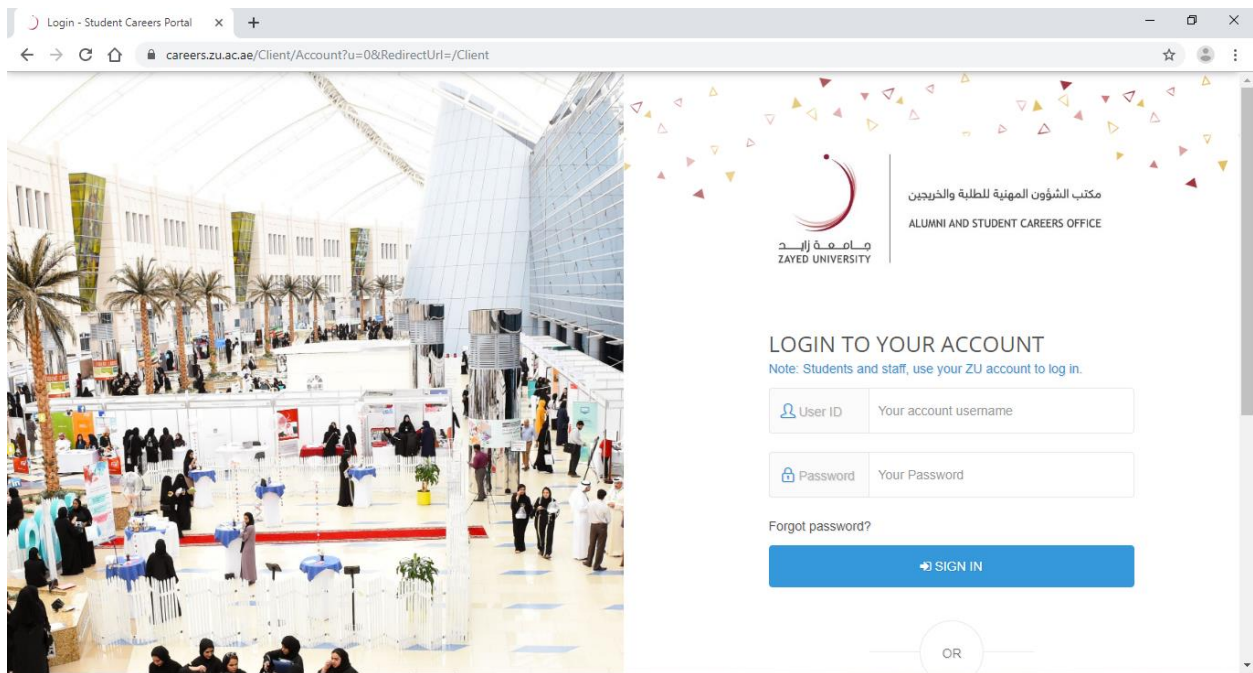 Login - Student Careers Portal
careers.zu.ac.ae/Client/Account?u=0&RedirectUrl=/Client
مكتب الشؤون المهنية للطلبة والخريجين
ALUMNI AND STUDENT CAREERS OFFICE
جـــامـــعـــة زايـــــد
ZAYED UNIVERSITY
LOGIN TO YOUR ACCOUNT
Note: Students and staff, use your ZU account to log in.
User ID Your account username
Password Your Password
Forgot password?
SIGN IN
OR